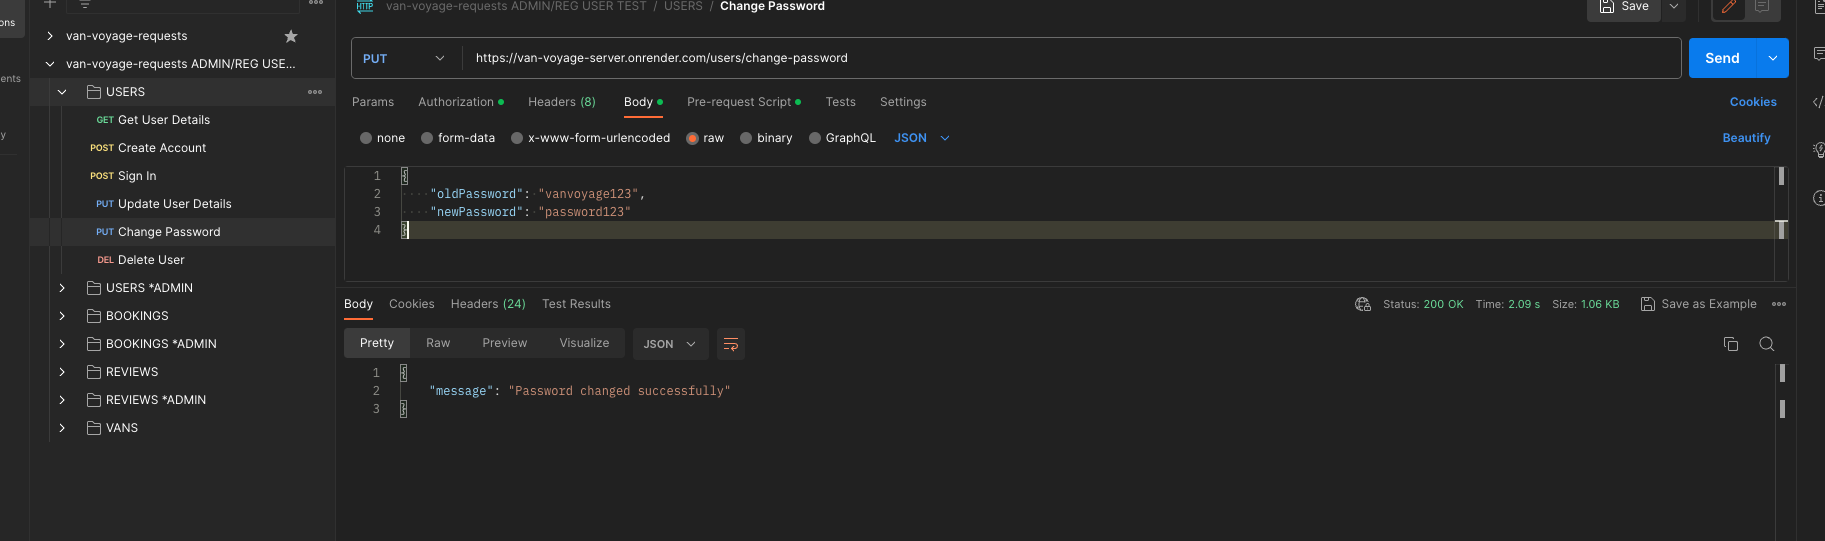 ons
ents
y
van-voyage-requests
van-voyage-requests ADMIN/REG USE...
USERS
GET Get User Details
POST Create Account
POST Sign In
PUT Update User Details
PUT Change Password
DEL Delete User
USERS *ADMIN
BOOKINGS
BOOKINGS *ADMIN
REVIEWS
REVIEWS *ADMIN
VANS
HTTP van-voyage-requests ADMIN/REG USER TEST / USERS / Change Password
Save
PUT https://van-voyage-server.onrender.com/users/change-password
Send
Params Authorization Headers (8) Body Pre-request Script Tests Settings Cookies
none form-data x-www-form-urlencoded raw binary GraphQL JSON Beautify
1 {
2 "oldPassword": "vanvoyage123",
3 "newPassword": "password123"
4 }
Body Cookies Headers (24) Test Results Status: 200 OK Time: 2.09 s Size: 1.06 KB Save as Example
Pretty Raw Preview Visualize JSON
1 {
2 "message": "Password changed successfully"
3 }